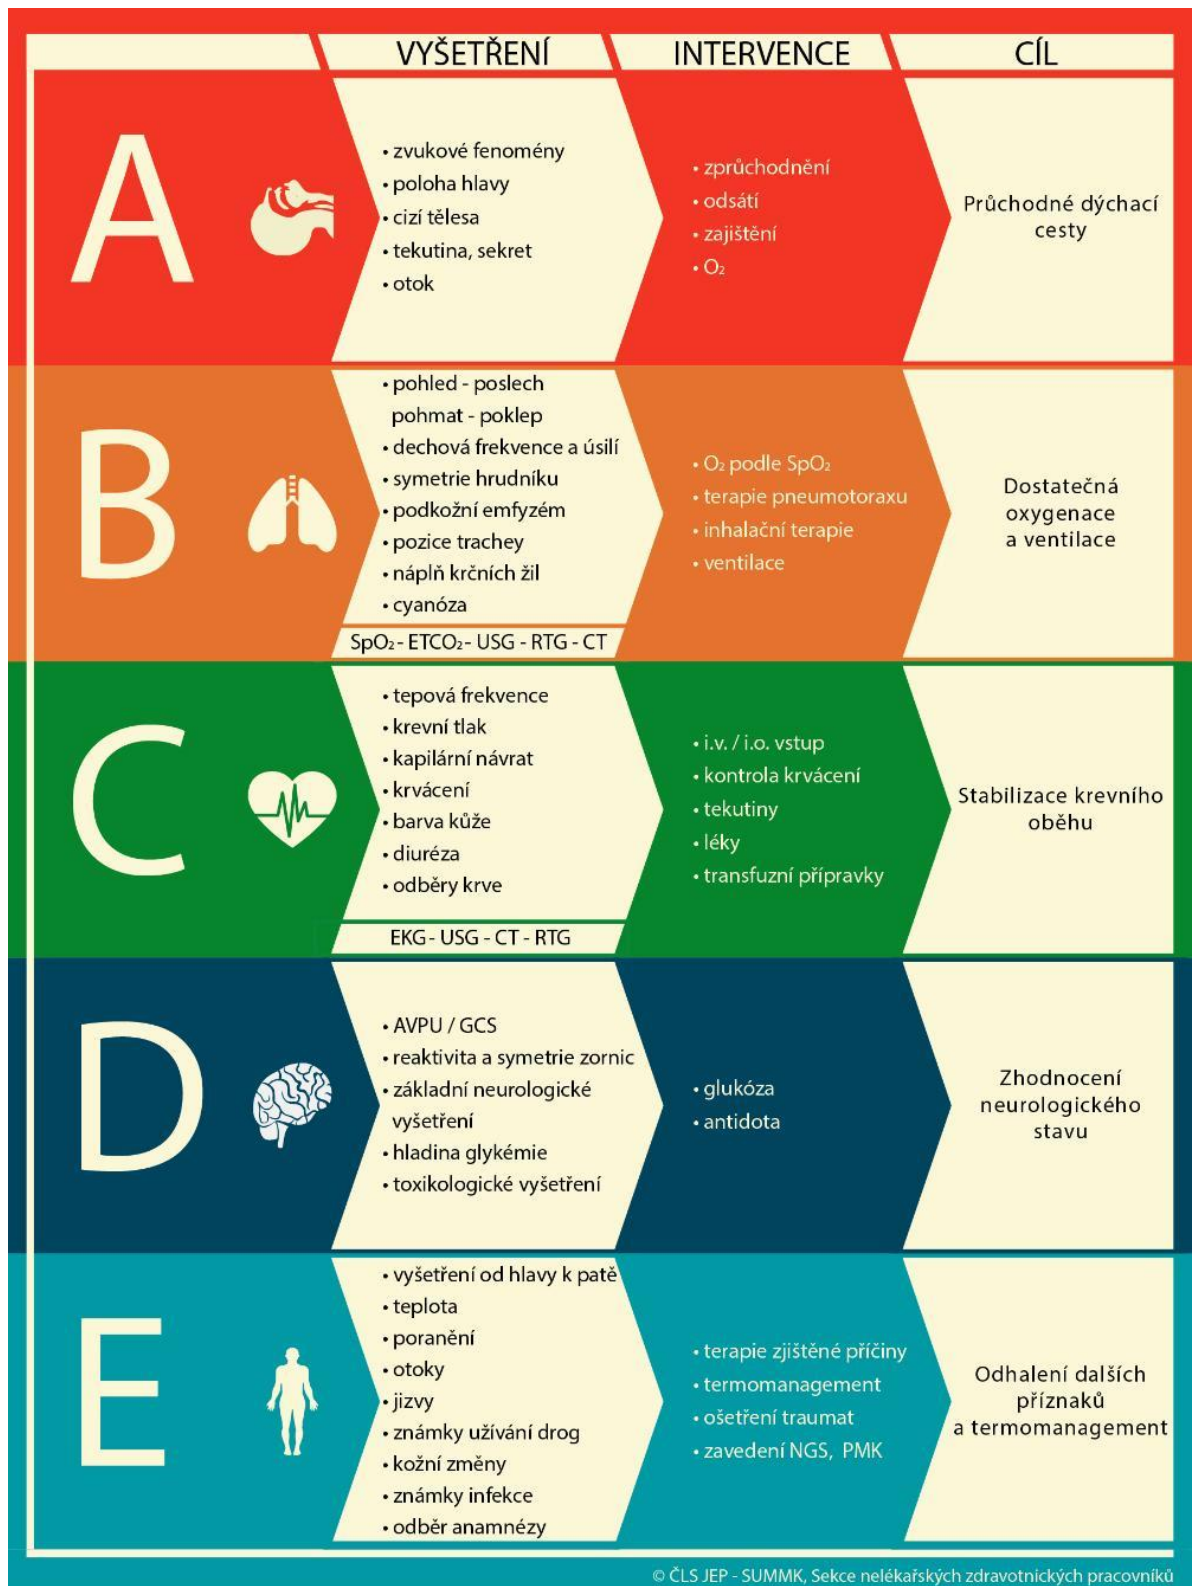 VYŠETŘENÍ
INTERVENCE
CÍL
A
• zvukové fenomény
• poloha hlavy
• cizí tělesa
• tekutina, sekret
• otok
• zprůchodnění
• odsátí
• zajištění
• O₂
Průchodné dýchací
cesty
B
• pohled - poslech
pohmat - poklep
• dechová frekvence a úsilí
• symetrie hrudníku
• podkožní emfyzém
• pozice trachey
• náplň krčních žil
• cyanóza
SpO₂ - ETCO₂ - USG - RTG - CT
• O₂ podle SpO₂
• terapie pneumotoraxu
• inhalační terapie
• ventilace
Dostatečná
oxygenace
a ventilace
C
• tepová frekvence
• krevní tlak
• kapilární návrat
• krvácení
• barva kůže
• diuréza
• odběry krve
EKG - USG - CT - RTG
• i.v. / i.o. vstup
• kontrola krvácení
• tekutiny
• léky
• transfuzní přípravky
Stabilizace krevního
oběhu
D
• AVPU / GCS
• reaktivita a symetrie zornic
• základní neurologické
vyšetření
• hladina glykémie
• toxikologické vyšetření
• glukóza
• antidota
Zhodnocení
neurologického
stavu
E
• vyšetření od hlavy k patě
• teplota
• poranění
• otoky
• jizvy
• známky užívání drog
• kožní změny
• známky infekce
• odběr anamnézy
• terapie zjištěné příčiny
• termomanagement
• ošetření traumat
• zavedení NGS, PMK
Odhalení dalších
příznaků
a termomanagement
© ČLS JEP - SUMMK, Sekce nelékařských zdravotnických pracovníků